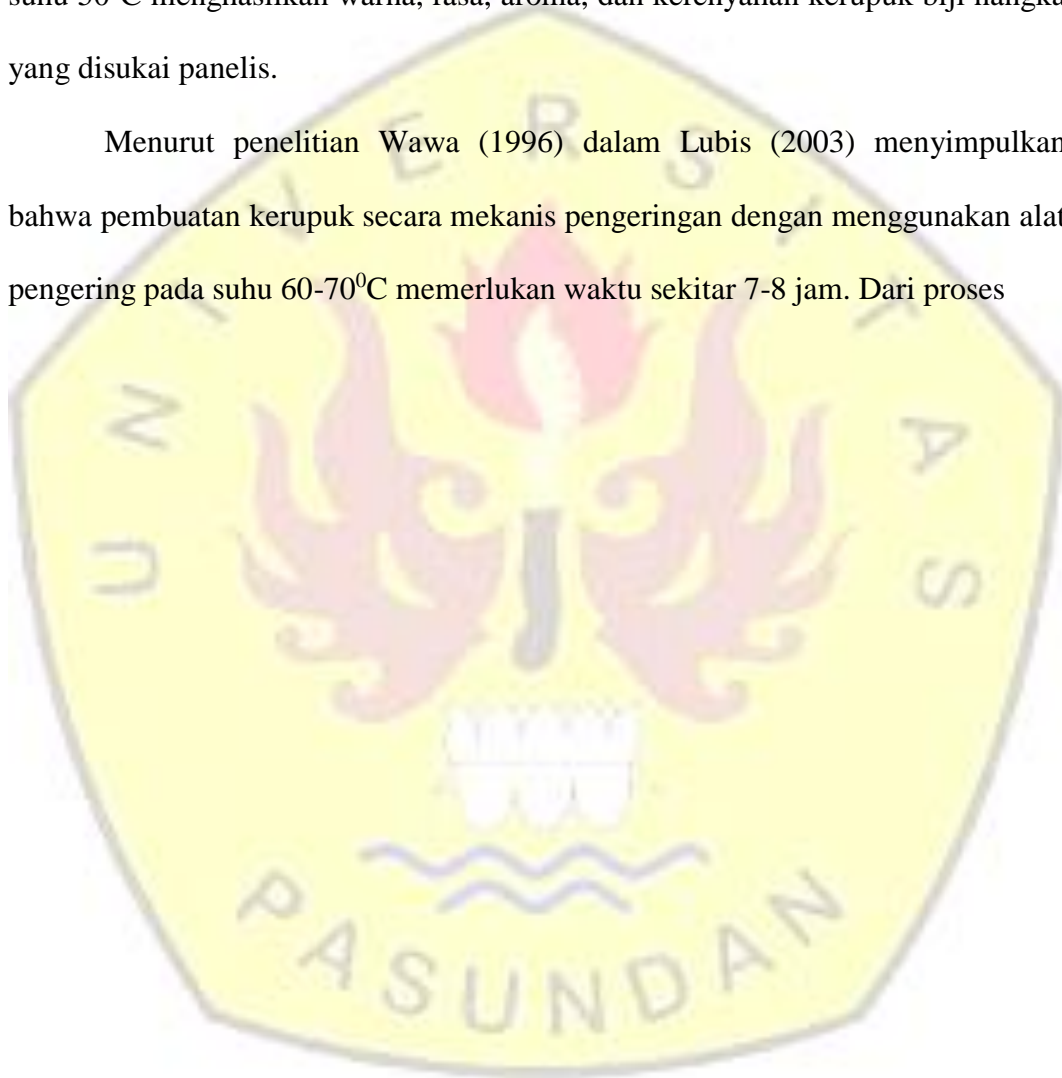 menghasilkan warna, rasa, aroma, dan kerenyahan kerupuk biji nangka
yang disukai panelis.
Menurut penelitian Wawa (1996) dalam Lubis (2003) menyimpulkan
bahwa pembuatan kerupuk secara mekanis pengeringan dengan menggunakan alat
pengering pada suhu 60-70⁰C memerlukan waktu sekitar 7-8 jam. Dari proses
UNIVERSITAS
PASUNDAN